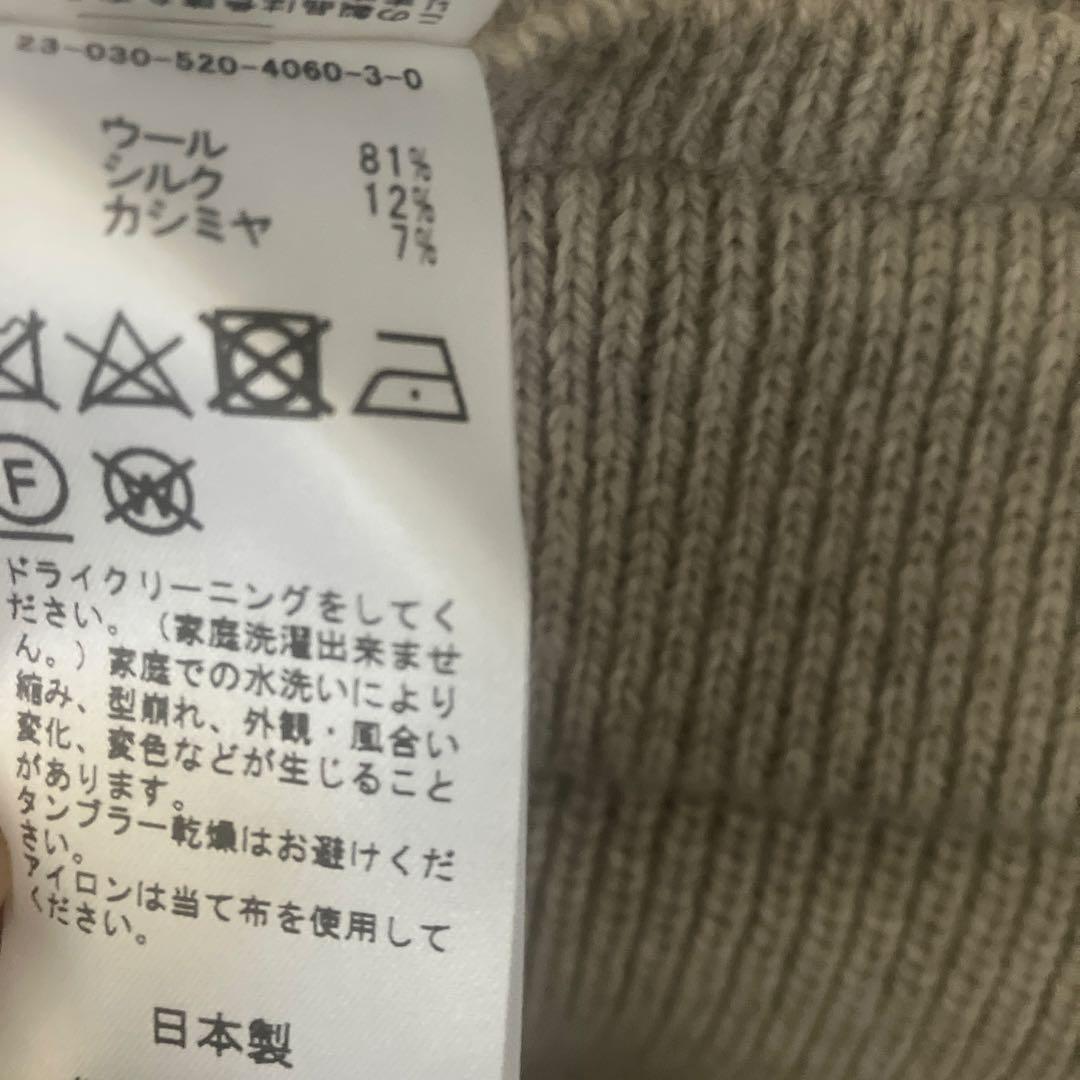 23-030-520-4060-3-0
ウール 81%
シルク 12%
カシミヤ 7%
F
W
ドライクリーニングをしてく
ださい。（家庭洗濯出来ませ
ん。）家庭での水洗いにより
縮み、型崩れ、外観・風合い
変化、変色などが生じること
があります。
タンブラー乾燥はお避けくだ
さい。
アイロンは当て布を使用して
ください。
日本製